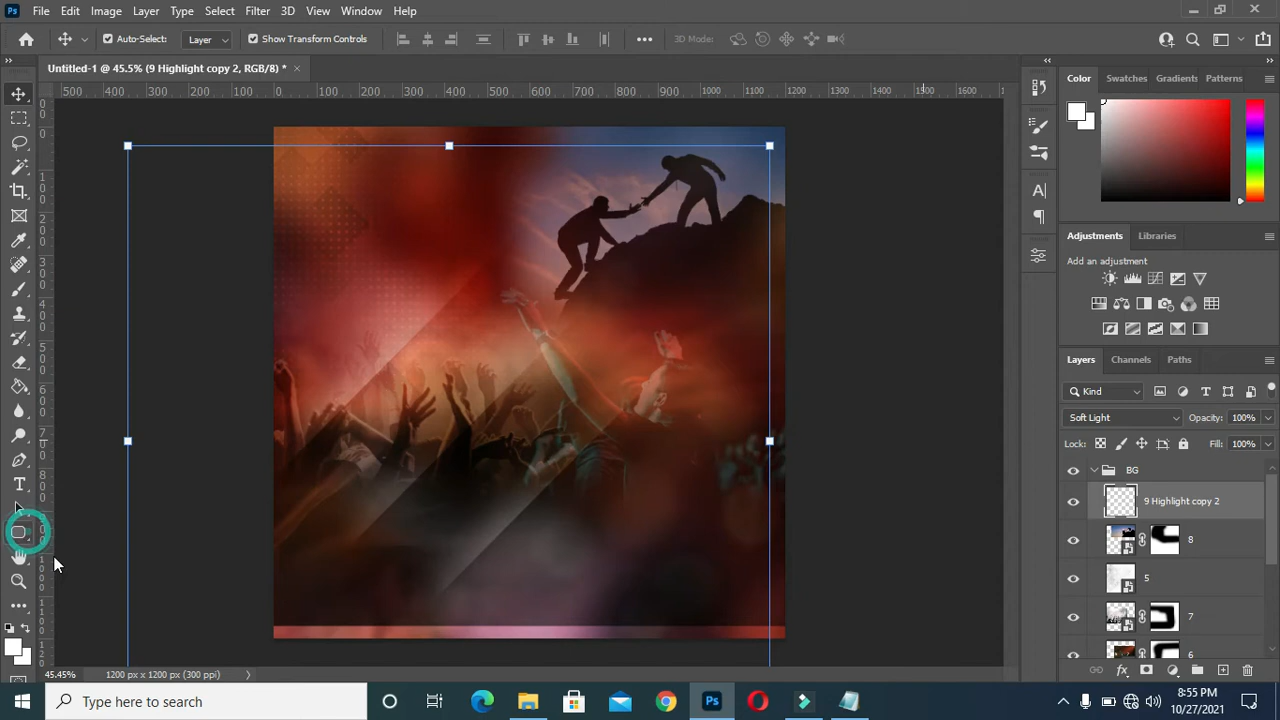 Ps File Edit Image Layer Type Select Filter 3D View Window Help
Auto-Select: Layer Show Transform Controls 3D Mode:
Untitled-1 @ 45.5% (9 Highlight copy 2, RGB/8) *
500 400 300 200 100 0 100 200 300 400 500 600 700 800 900 1000 1100 1200 1300 1400 1500 1600
Color Swatches Gradients Patterns
Adjustments Libraries
Add an adjustment
Layers Channels Paths
Kind
Soft Light Opacity: 100%
Lock: Fill: 100%
BG
9 Highlight copy 2
8
5
7
6
45.45% 1200 px x 1200 px (300 ppi)
Type here to search
8:55 PM
10/27/2021